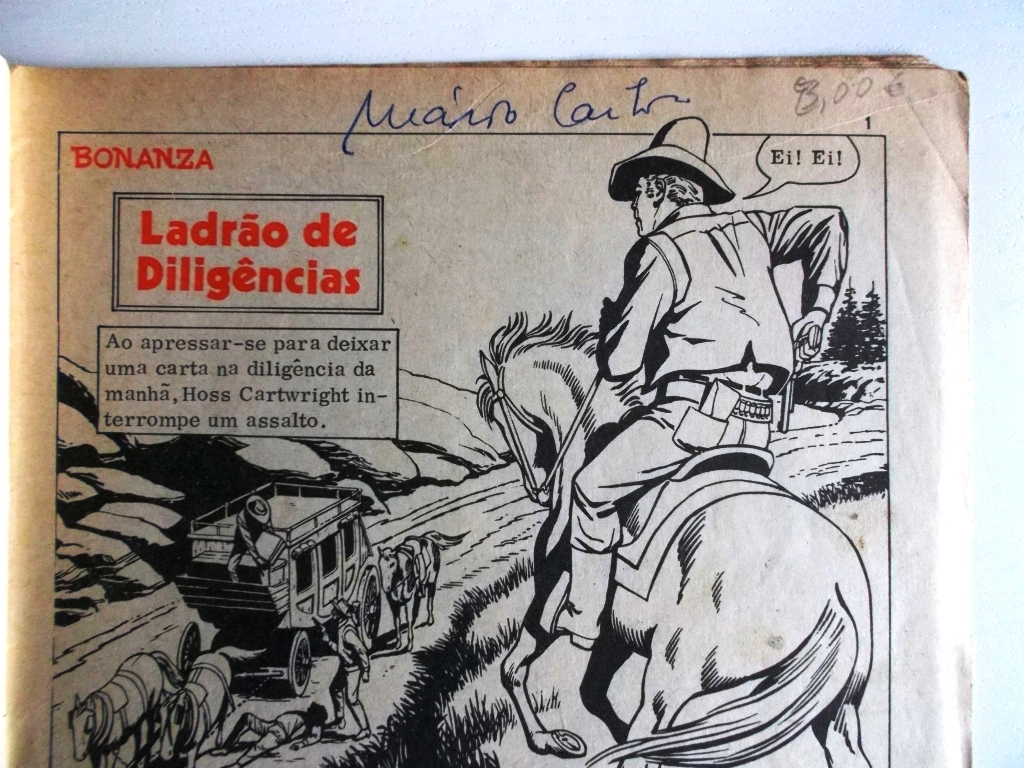 Mário
8,00 €
1
BONANZA
Ei! Ei!
Ladrão de
Diligências
Ao apressar-se para deixar
uma carta na diligência da
manhã, Hoss Cartwright in-
terrompe um assalto.